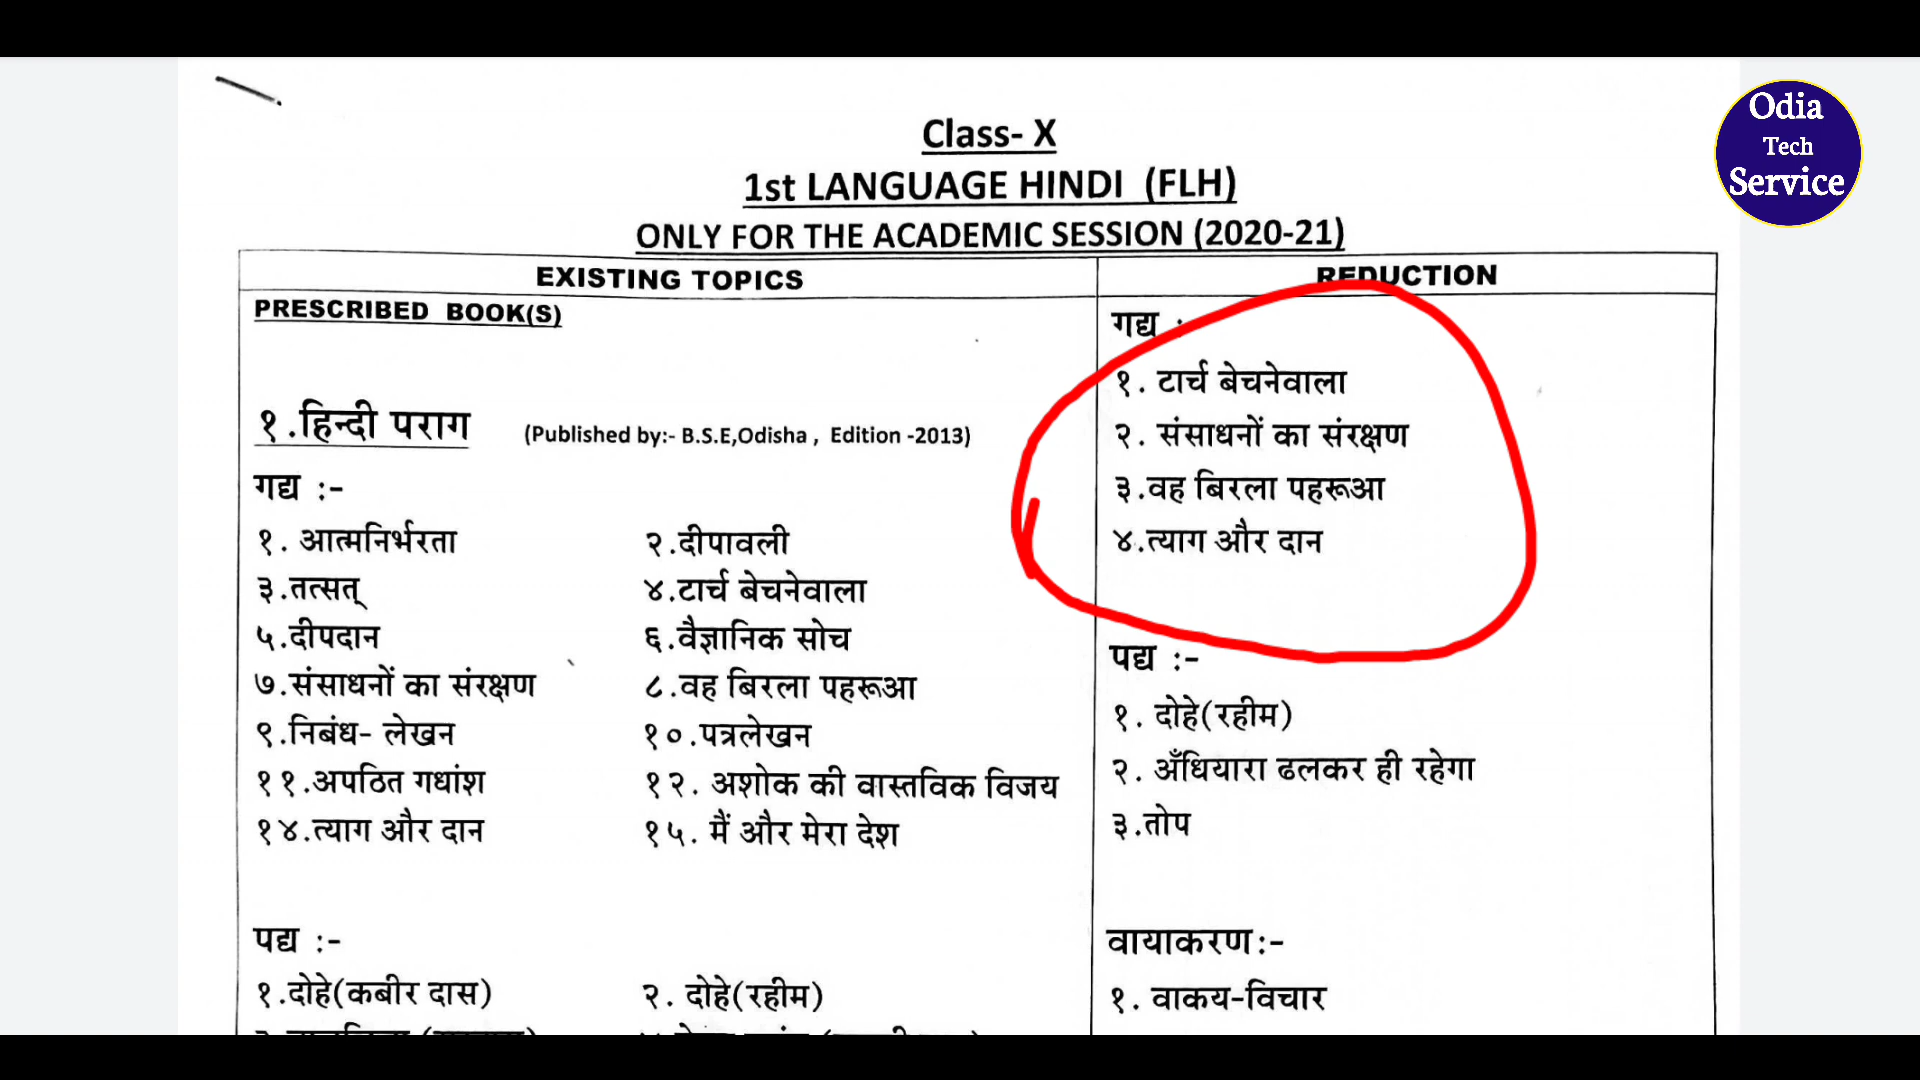 Odia
Tech
Service
Class- X
1st LANGUAGE HINDI (FLH)
ONLY FOR THE ACADEMIC SESSION (2020-21)
EXISTING TOPICS
PRESCRIBED BOOK(S)
१.हिन्दी पराग (Published by:- B.S.E,Odisha , Edition -2013)
गद्य :-
१. आत्मनिर्भरता २.दीपावली
३.तत्सत् ४.टार्च बेचनेवाला
५.दीपदान ६.वैज्ञानिक सोच
७.संसाधनों का संरक्षण ८.वह बिरला पहरूआ
९.निबंध- लेखन १०.पत्रलेखन
११.अपठित गधांश १२. अशोक की वास्तविक विजय
१४.त्याग और दान १५. मैं और मेरा देश
पद्य :-
१.दोहे(कबीर दास) २. दोहे(रहीम)
REDUCTION
गद्य :
१. टार्च बेचनेवाला
२. संसाधनों का संरक्षण
३.वह बिरला पहरूआ
४.त्याग और दान
पद्य :-
१. दोहे(रहीम)
२. अँधियारा ढलकर ही रहेगा
३.तोप
वायाकरण:-
१. वाकय-विचार